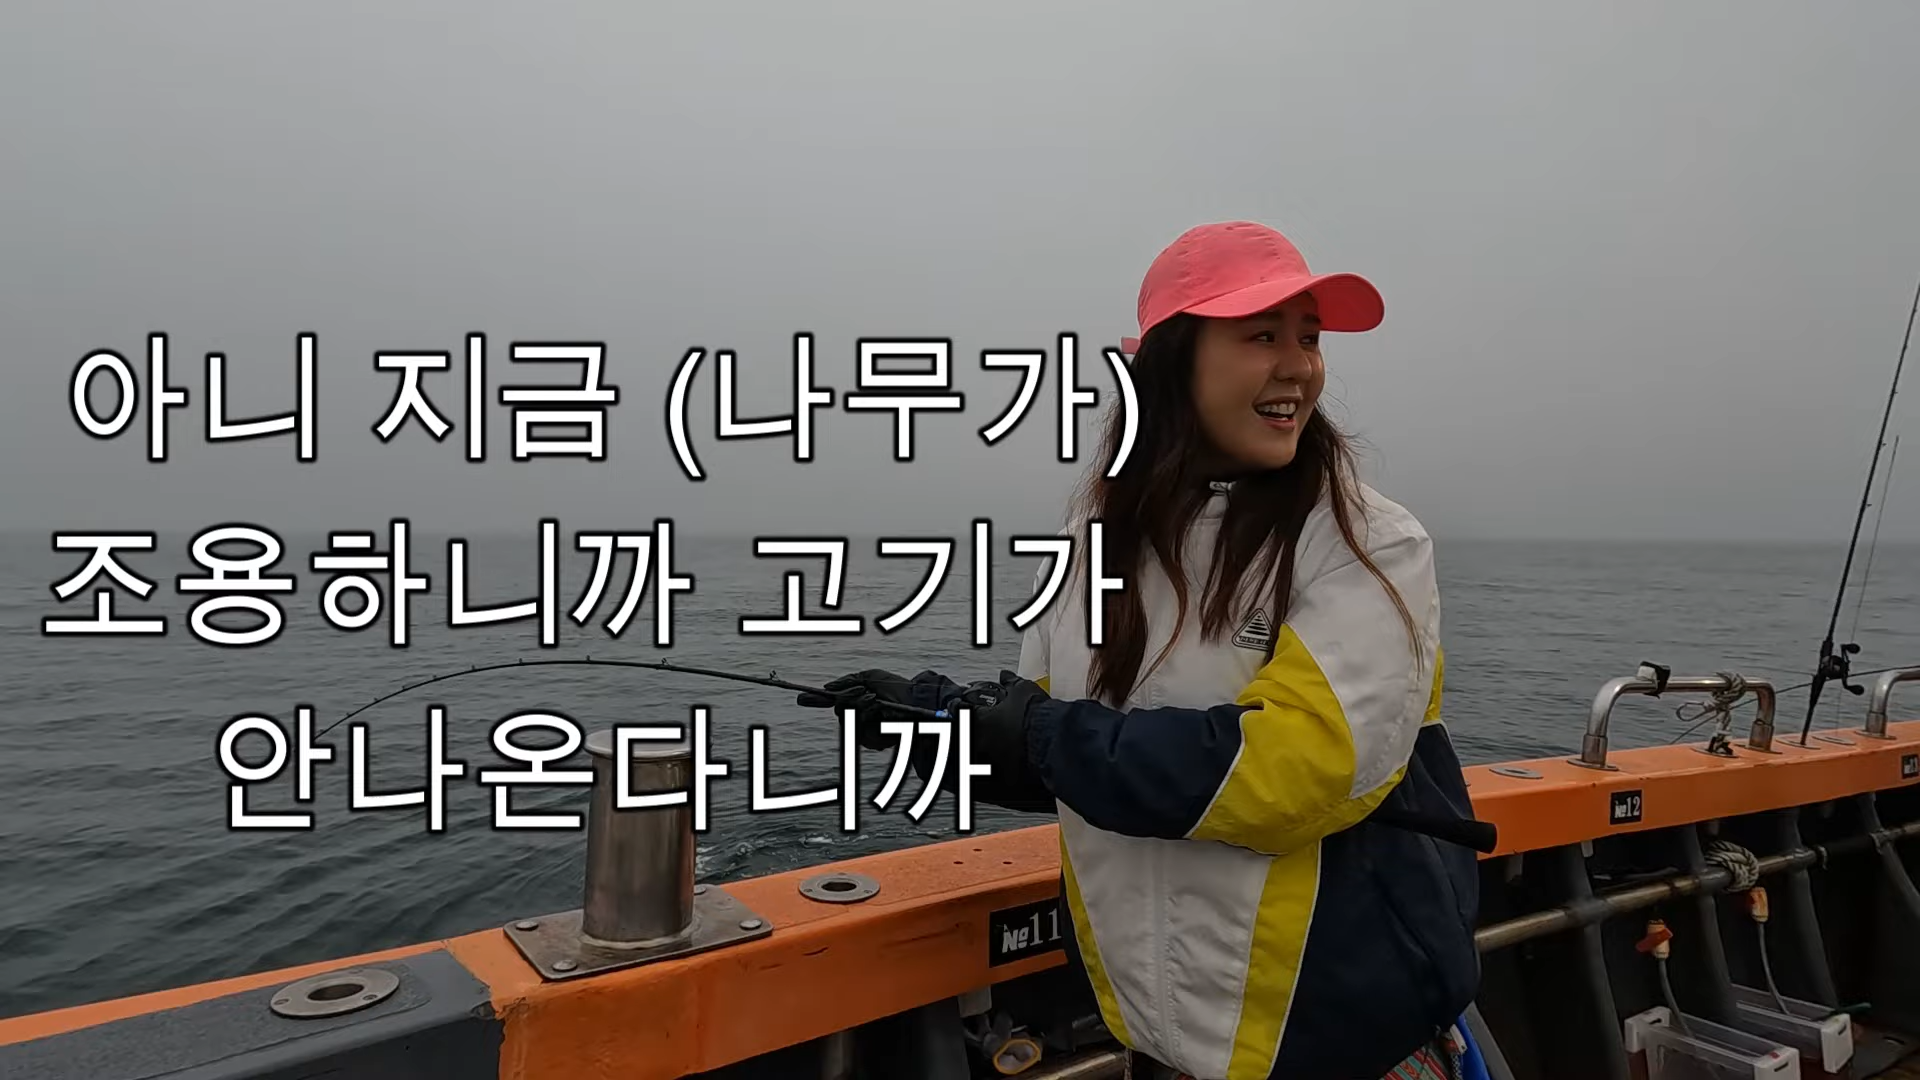 아니 지금 (나무가)
조용하니까 고기가
안나온다니까
№11
№12